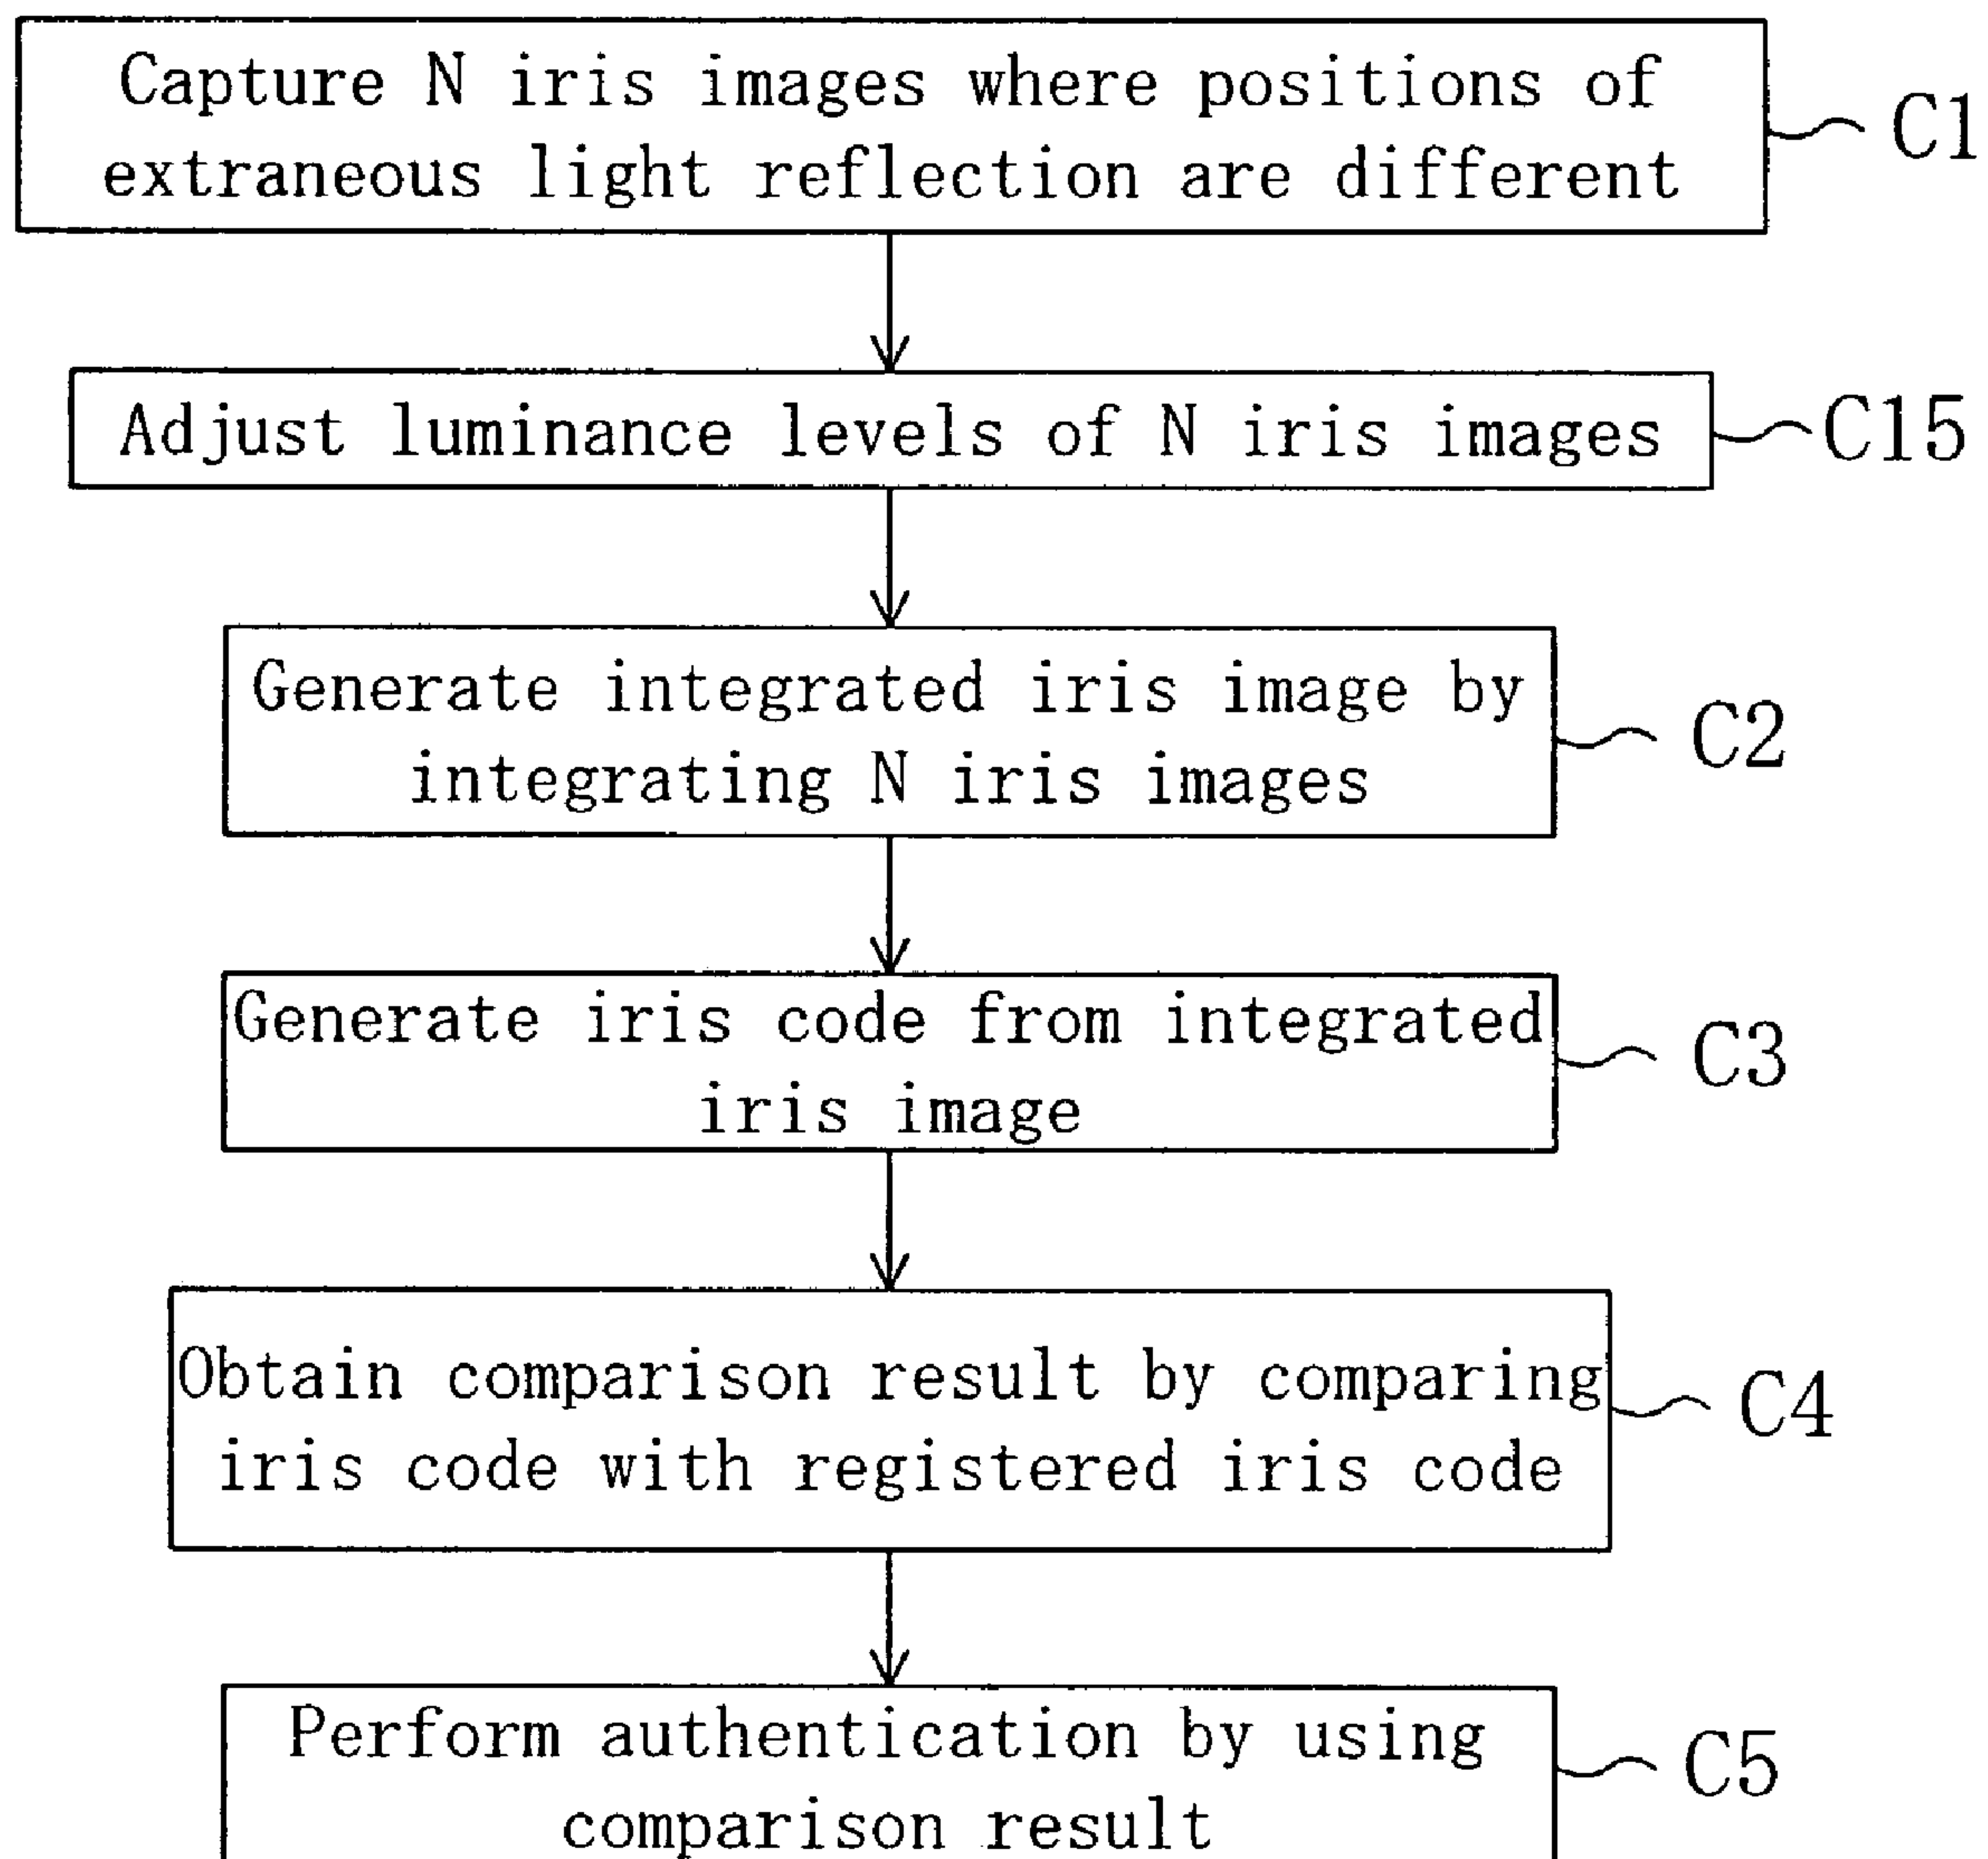 Capture N iris images where positions of
extraneous light reflection are different
C1
Adjust luminance levels of N iris images
C15
Generate integrated iris image by
integrating N iris images
C2
Generate iris code from integrated
iris image
C3
Obtain comparison result by comparing
iris code with registered iris code
C4
Perform authentication by using
comparison result
C5